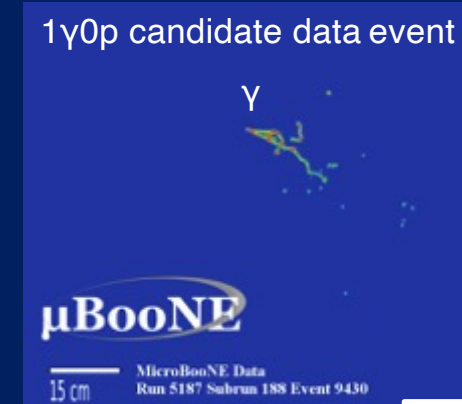 1γ0p candidate data event
γ
μBooNE
MicroBooNE Data
15 cm
Run 5187 Subrun 188 Event 9430